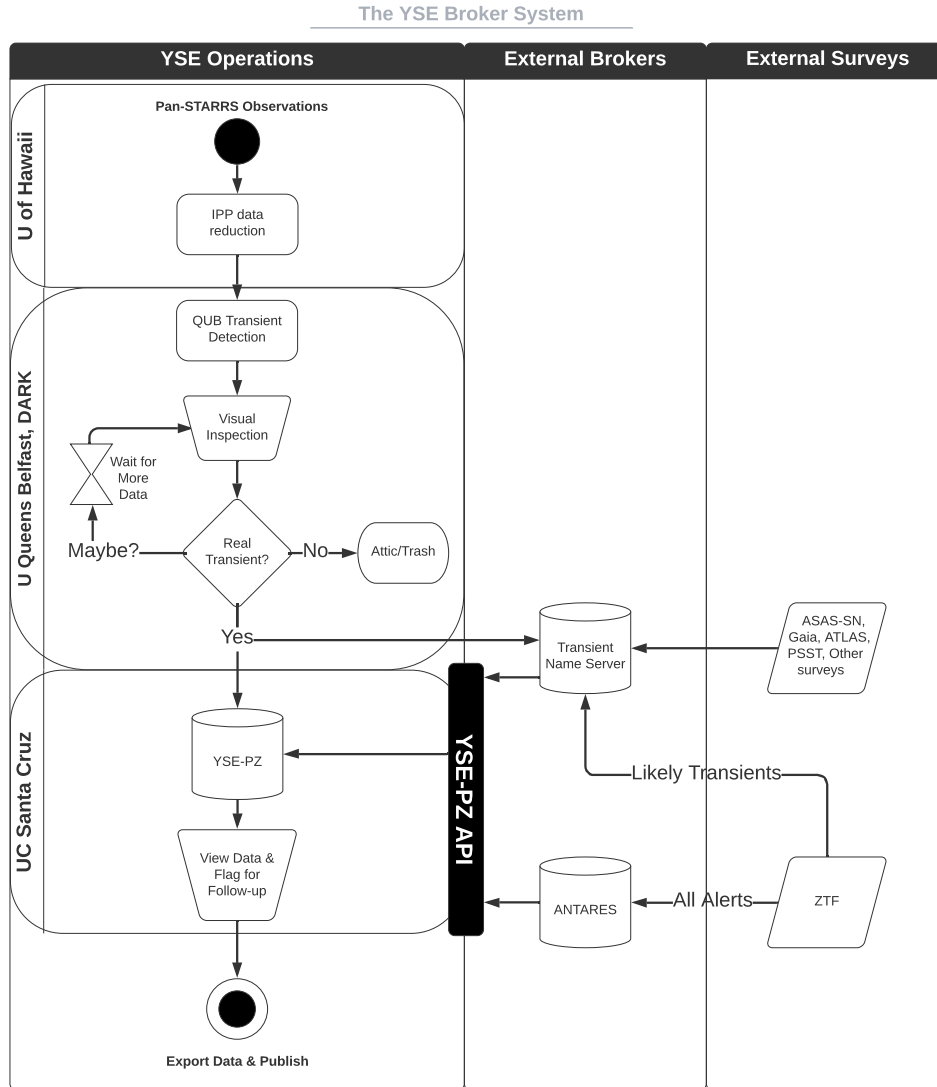 The YSE Broker System
YSE Operations
External Brokers
External Surveys
U of Hawaii
Pan-STARRS Observations
IPP data
reduction
U Queens Belfast, DARK
QUB Transient
Detection
Visual
Inspection
Wait for
More
Data
Maybe?
Real
Transient?
No
Attic/Trash
Yes
Transient
Name Server
ASAS-SN,
Gaia, ATLAS,
PSST, Other
surveys
UC Santa Cruz
YSE-PZ
YSE-PZ API
Likely Transients
View Data &
Flag for
Follow-up
ANTARES
All Alerts
ZTF
Export Data & Publish